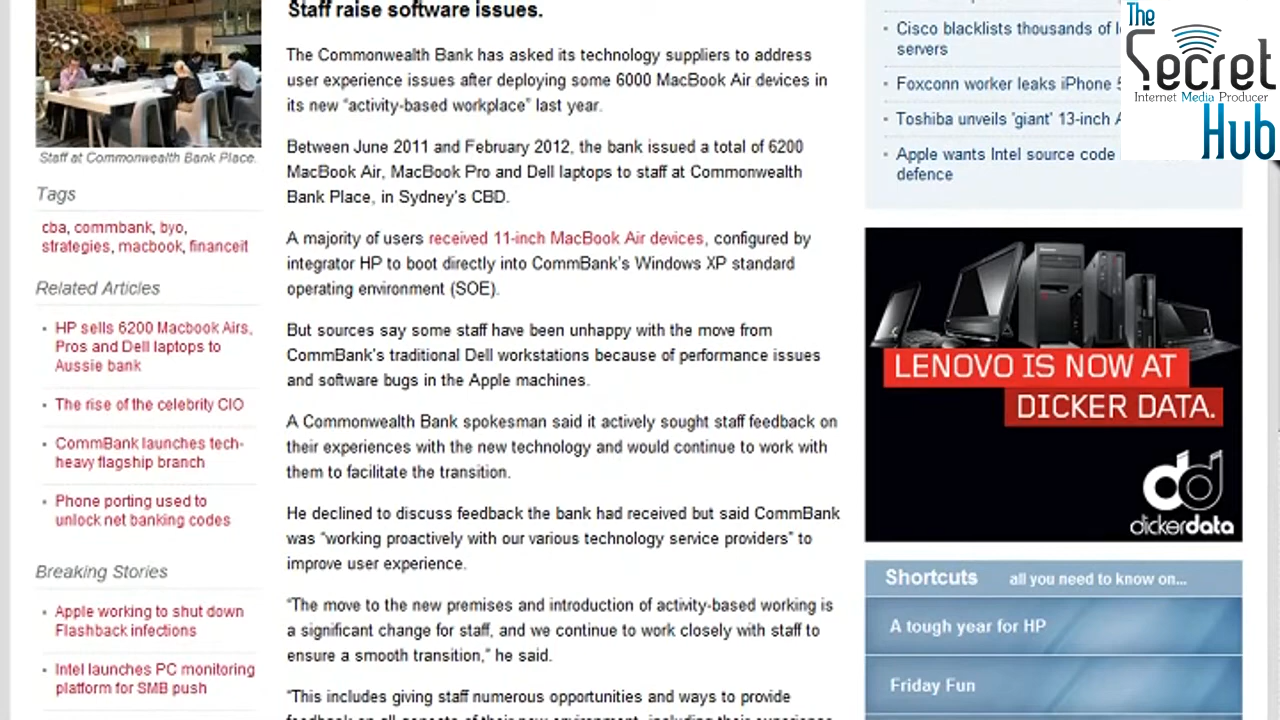 Staff raise software issues.
The Commonwealth Bank has asked its technology suppliers to address
user experience issues after deploying some 6000 MacBook Air devices in
its new “activity-based workplace” last year.
Between June 2011 and February 2012, the bank issued a total of 6200
MacBook Air, MacBook Pro and Dell laptops to staff at Commonwealth
Bank Place, in Sydney's CBD.
A majority of users received 11-inch MacBook Air devices, configured by
integrator HP to boot directly into CommBank's Windows XP standard
operating environment (SOE).
But sources say some staff have been unhappy with the move from
CommBank's traditional Dell workstations because of performance issues
and software bugs in the Apple machines.
A Commonwealth Bank spokesman said it actively sought staff feedback on
their experiences with the new technology and would continue to work with
them to facilitate the transition.
He declined to discuss feedback the bank had received but said CommBank
was “working proactively with our various technology service providers” to
improve user experience.
“The move to the new premises and introduction of activity-based working is
a significant change for staff, and we continue to work closely with staff to
ensure a smooth transition,” he said.
“This includes giving staff numerous opportunities and ways to provide
feedback on all aspects of their new environment, including their experience
Staff at Commonwealth Bank Place.
Tags
cba, commbank, byo,
strategies, macbook, financeit
Related Articles
HP sells 6200 Macbook Airs,
Pros and Dell laptops to
Aussie bank
The rise of the celebrity CIO
CommBank launches tech-
heavy flagship branch
Phone porting used to
unlock net banking codes
Breaking Stories
Apple working to shut down
Flashback infections
Intel launches PC monitoring
platform for SMB push
Cisco blacklists thousands of
servers
Foxconn worker leaks iPhone
Toshiba unveils 'giant' 13-inch
Apple wants Intel source code
defence
The
Secret
Internet Media Producer
Hub
LENOVO IS NOW AT
DICKER DATA.
dd
dickerdata
Shortcuts all you need to know on...
A tough year for HP
Friday Fun